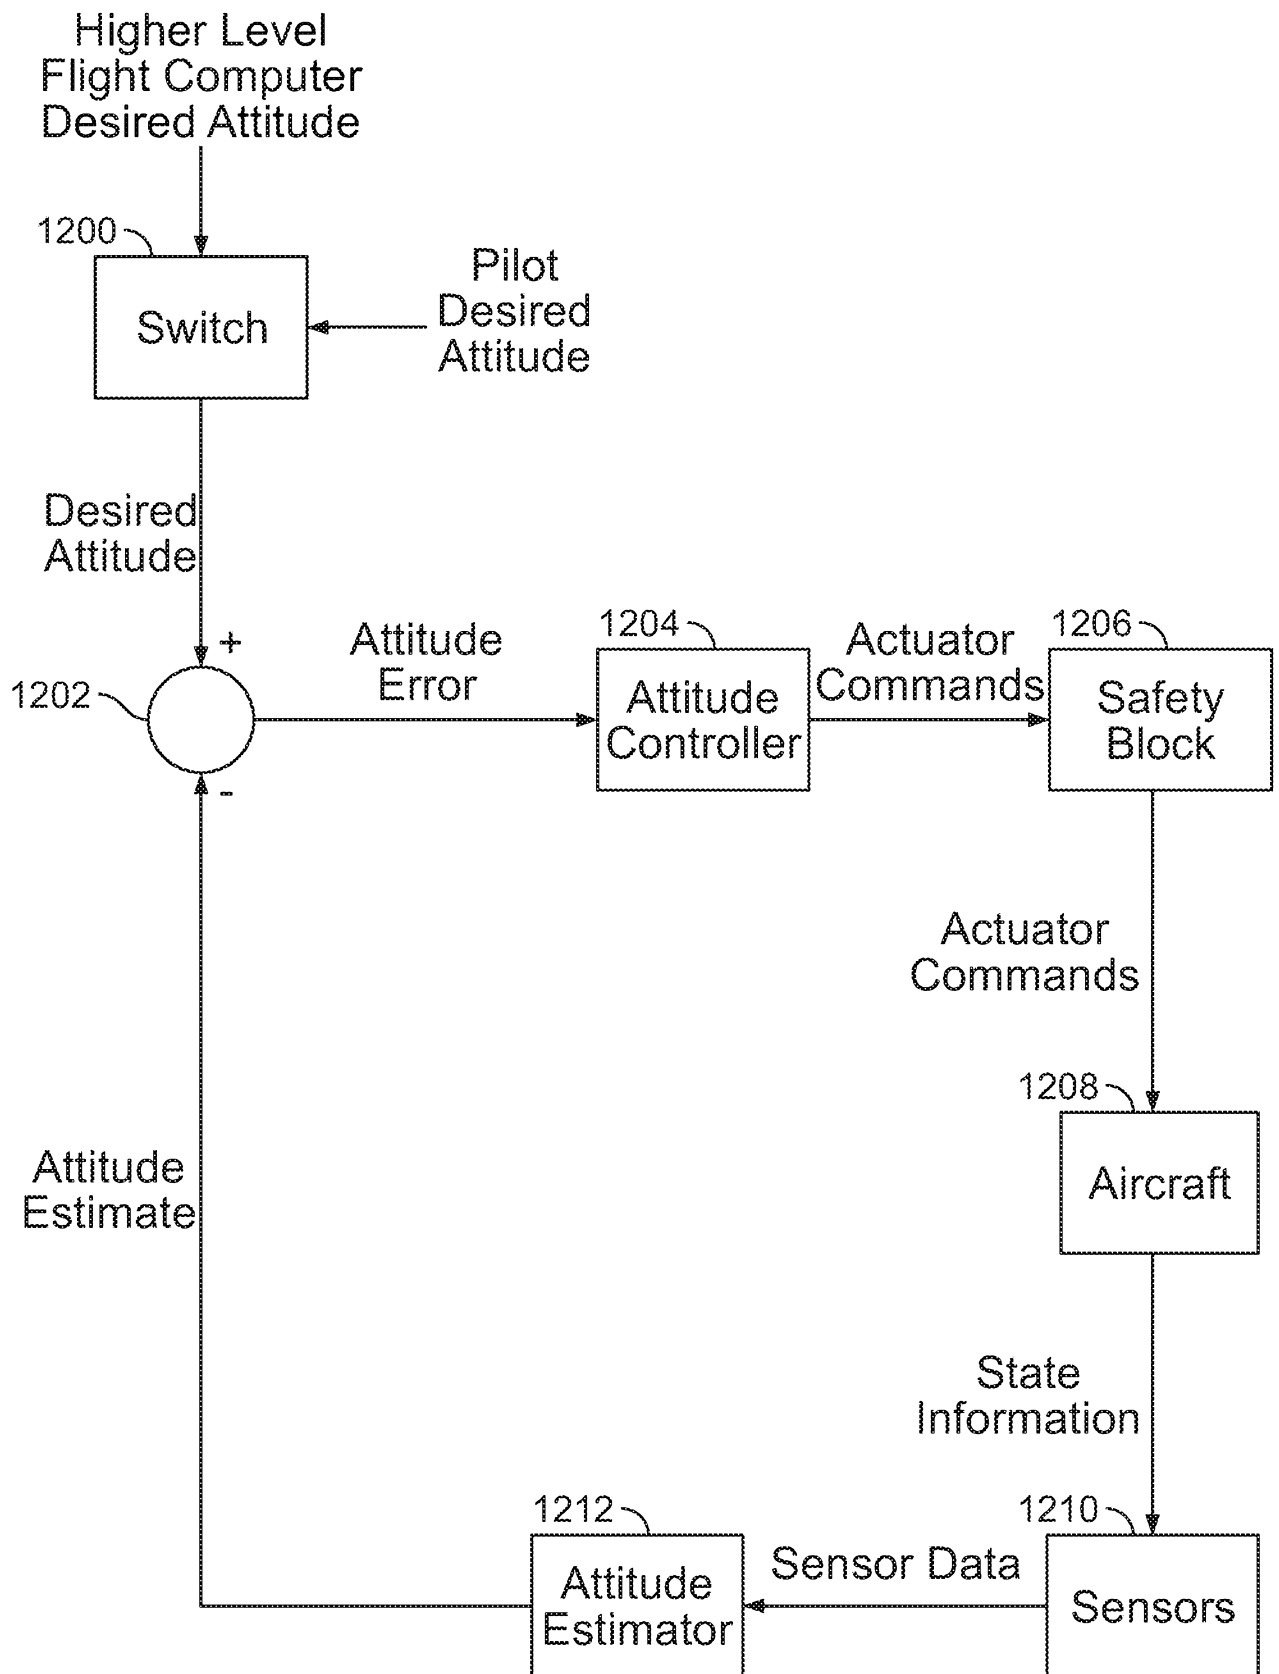 Higher Level
Flight Computer
Desired Attitude
1200
Switch
Pilot
Desired
Attitude
Desired
Attitude
+
1202
-
Attitude
Error
1204
Attitude
Controller
Actuator
Commands
1206
Safety
Block
Actuator
Commands
1208
Aircraft
Attitude
Estimate
State
Information
1212
Attitude
Estimator
Sensor Data
1210
Sensors